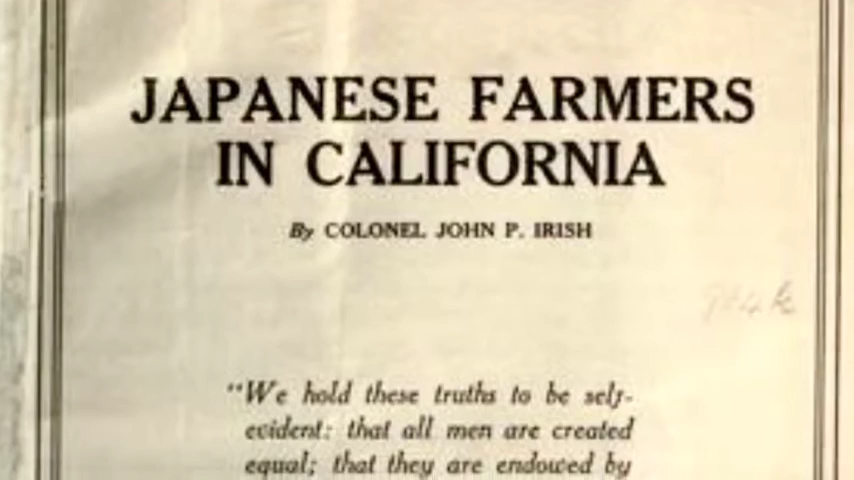 JAPANESE FARMERS
IN CALIFORNIA
By COLONEL JOHN P. IRISH
"We hold these truths to be self-
evident: that all men are created
equal; that they are endowed by